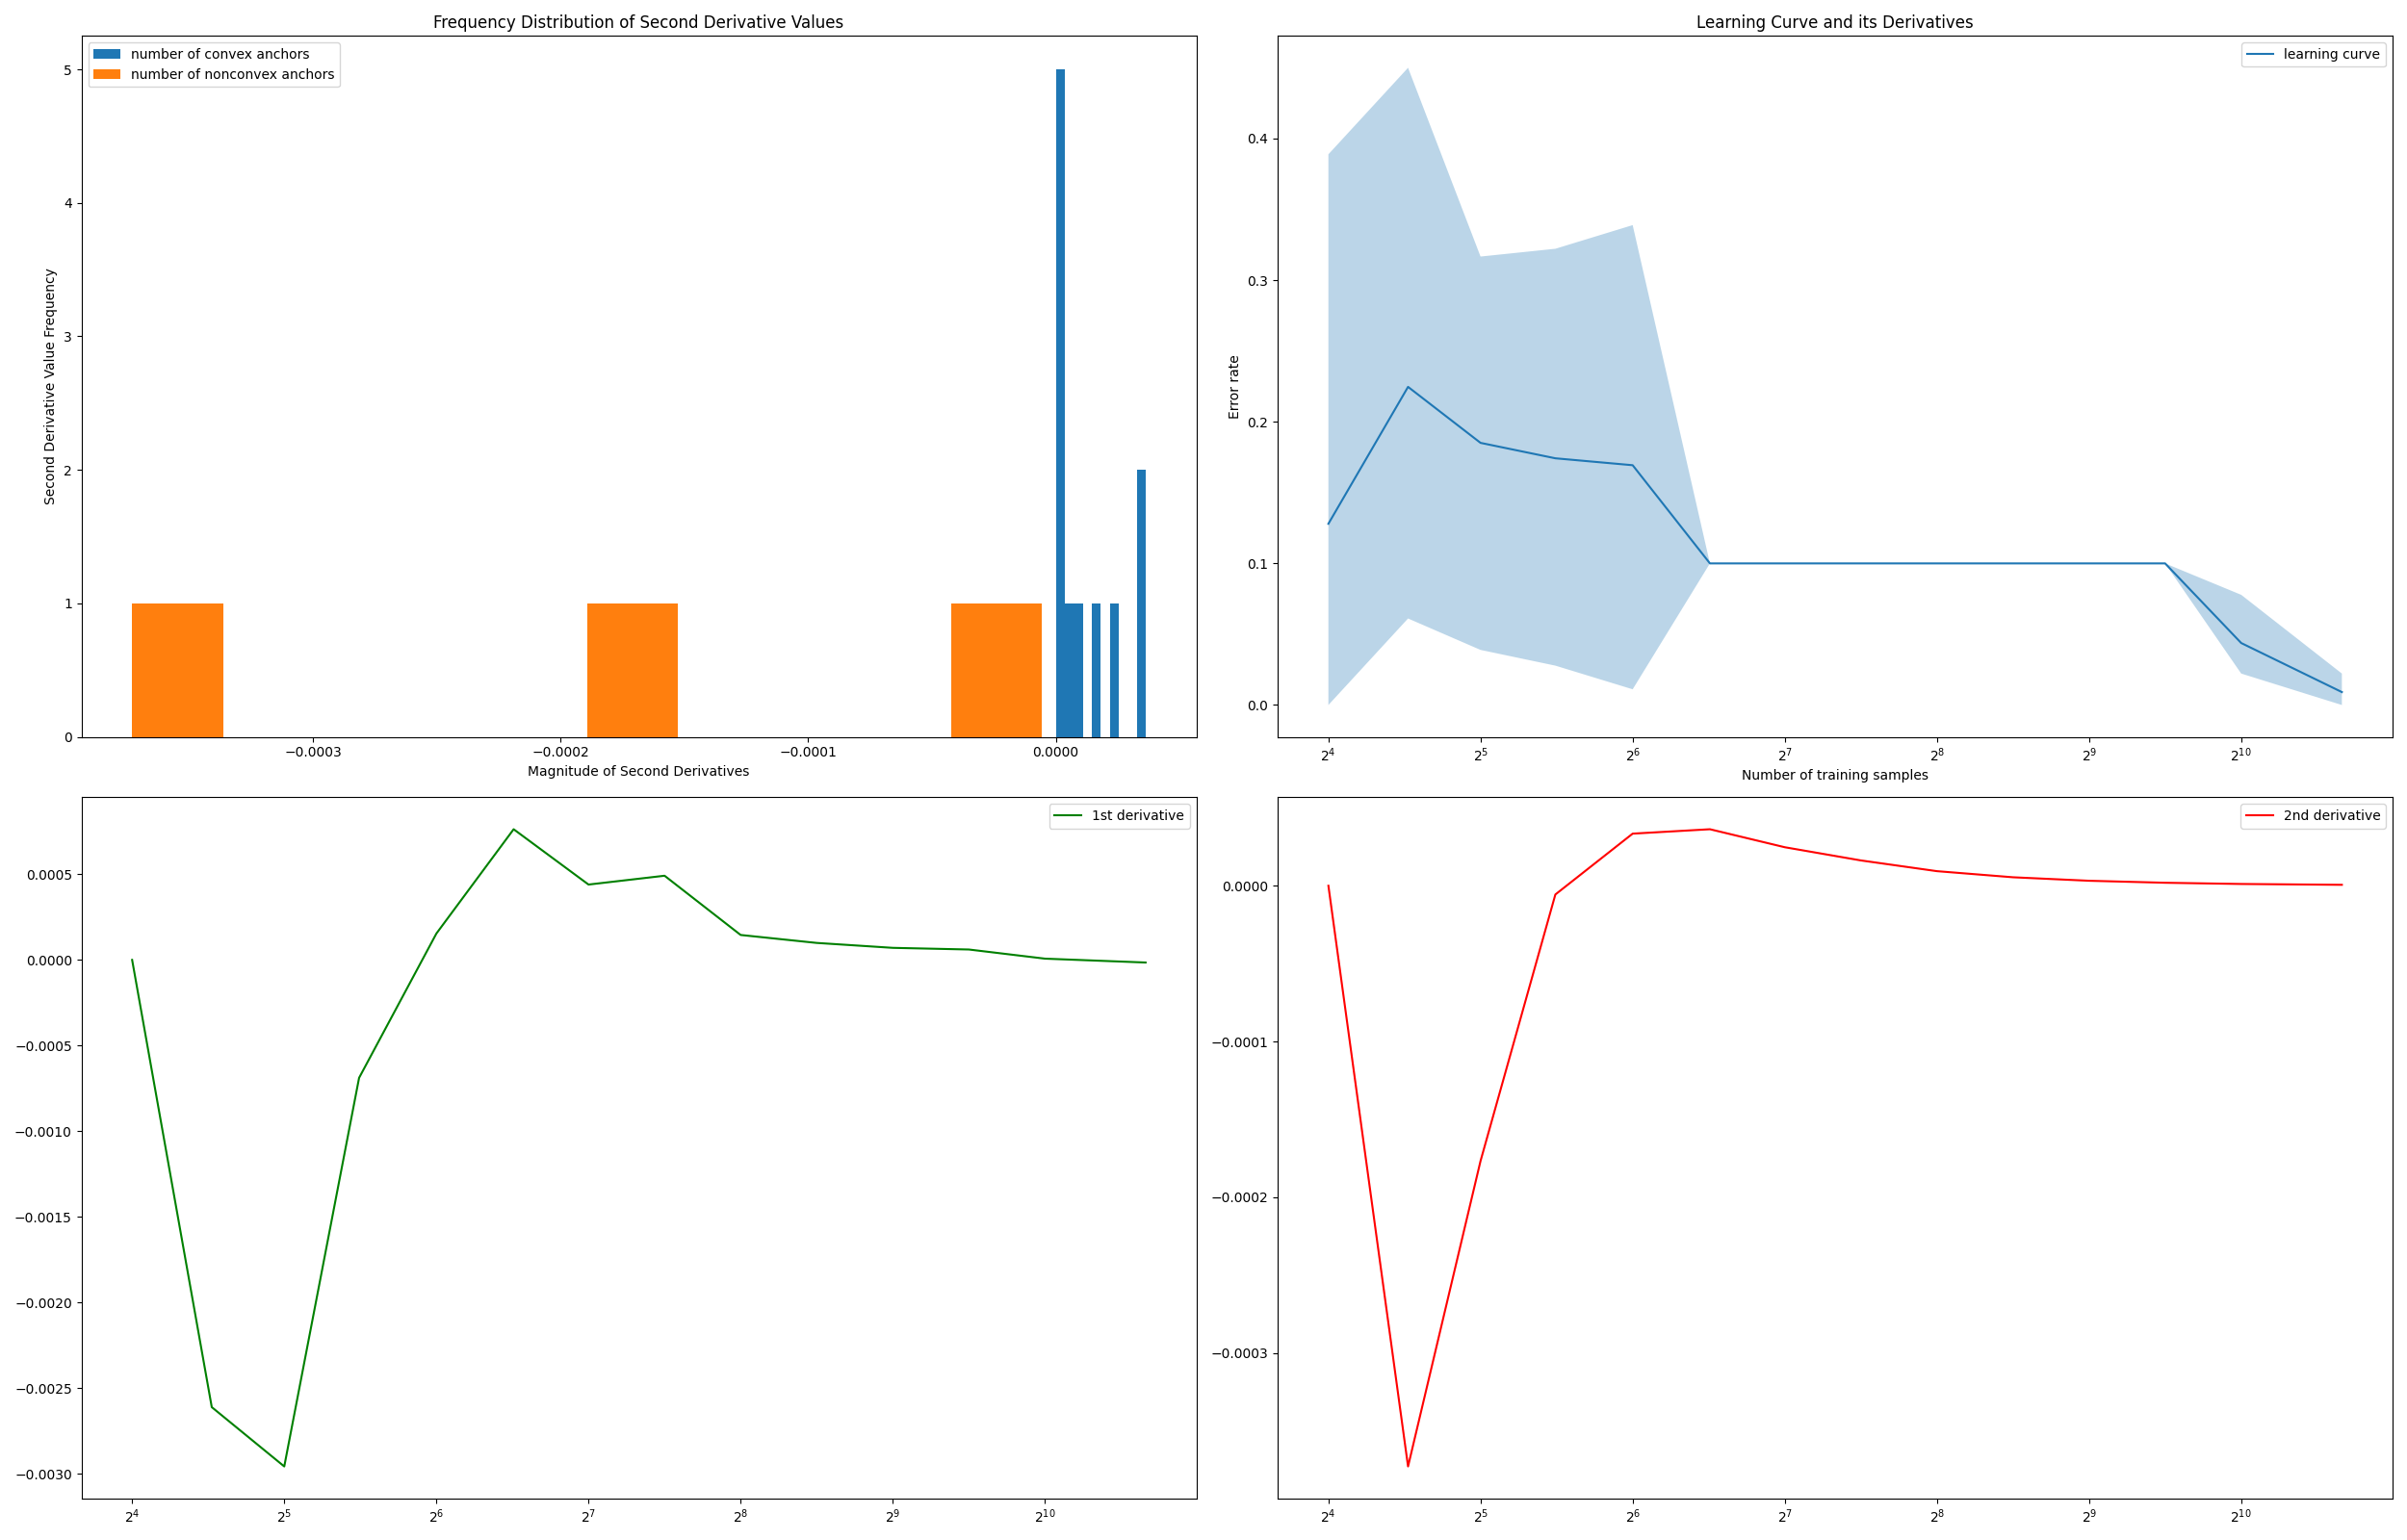 Frequency Distribution of Second Derivative Values
number of convex anchors
number of nonconvex anchors
Second Derivative Value Frequency
5
4
3
2
1
0
−0.0003 −0.0002 −0.0001 0.0000
Magnitude of Second Derivatives
Learning Curve and its Derivatives
learning curve
Error rate
0.4
0.3
0.2
0.1
0.0
2⁴ 2⁵ 2⁶ 2⁷ 2⁸ 2⁹ 2¹⁰
Number of training samples
1st derivative
0.0005
0.0000
−0.0005
−0.0010
−0.0015
−0.0020
−0.0025
−0.0030
2⁴ 2⁵ 2⁶ 2⁷ 2⁸ 2⁹ 2¹⁰
2nd derivative
0.0000
−0.0001
−0.0002
−0.0003
2⁴ 2⁵ 2⁶ 2⁷ 2⁸ 2⁹ 2¹⁰